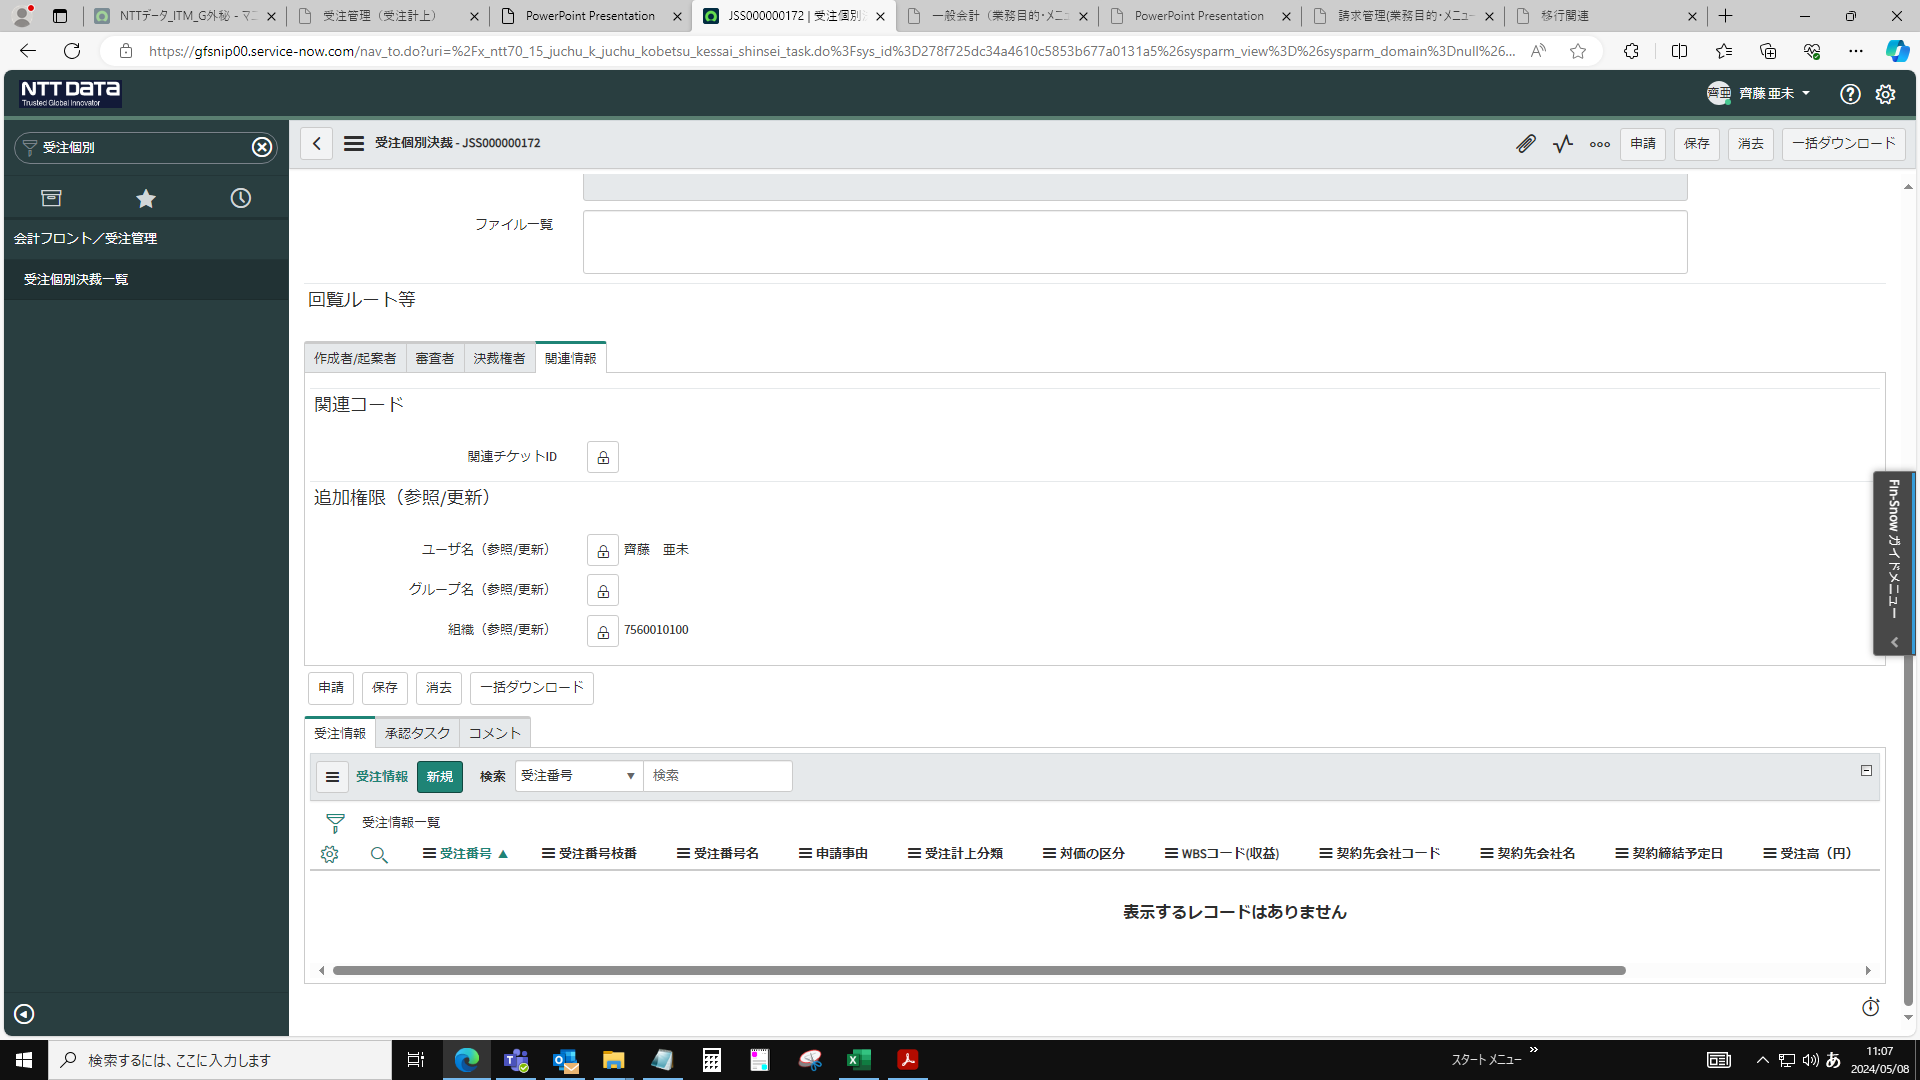 NTTデータ_ITM_G外秘 - マニ
受注管理（受注計上）
PowerPoint Presentation
JSS000000172 | 受注個別
一般会計（業務目的･メニュ
PowerPoint Presentation
請求管理(業務目的･メニュー
移行関連
https://gfsnip00.service-now.com/nav_to.do?uri=%2Fx_ntt70_15_juchu_k_juchu_kobetsu_kessai_shinsei_task.do%3Fsys_id%3D278f725dc34a4610c5853b677a0131a5%26sysparm_view%3D%26sysparm_domain%3Dnull%26...
NTT DATA
Trusted Global Innovator
齊亜
齊藤 亜未
受注個別
受注個別決裁 - JSS000000172
申請
保存
消去
一括ダウンロード
会計フロント／受注管理
受注個別決裁一覧
ファイル一覧
回覧ルート等
作成者/起案者
審査者
決裁権者
関連情報
関連コード
関連チケットID
追加権限（参照/更新）
ユーザ名（参照/更新）
齊藤　亜未
グループ名（参照/更新）
組織（参照/更新）
7560010100
Fin-Snow ガイドメニュー
申請
保存
消去
一括ダウンロード
受注情報
承認タスク
コメント
受注情報
新規
検索
受注番号
検索
受注情報一覧
受注番号 ▲
受注番号枝番
受注番号名
申請事由
受注計上分類
対価の区分
WBSコード(収益)
契約先会社コード
契約先会社名
契約締結予定日
受注高（円）
表示するレコードはありません
検索するには、ここに入力します
スタート メニュー
»
あ
11:07
2024/05/08